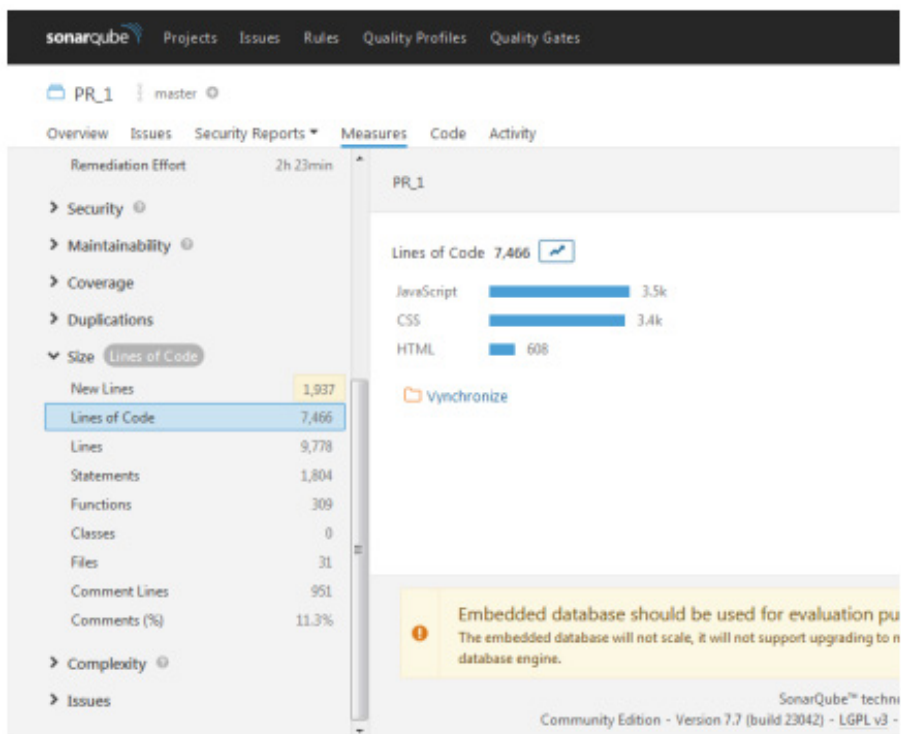 sonarqube Projects Issues Rules Quality Profiles Quality Gates
PR_1 master
Overview Issues Security Reports Measures Code Activity
Remediation Effort 2h 23min
Security
Maintainability
Coverage
Duplications
Size Lines of Code
New Lines 1,937
Lines of Code 7,466
Lines 9,778
Statements 1,804
Functions 309
Classes 0
Files 31
Comment Lines 951
Comments (%) 11.3%
Complexity
Issues
PR_1
Lines of Code 7,466
JavaScript 3.5k
CSS 3.4k
HTML 608
Vynchronize
Embedded database should be used for evaluation pu
The embedded database will not scale, it will not support upgrading to n
database engine.
SonarQube™ techn
Community Edition - Version 7.7 (build 23042) - LGPL v3 -